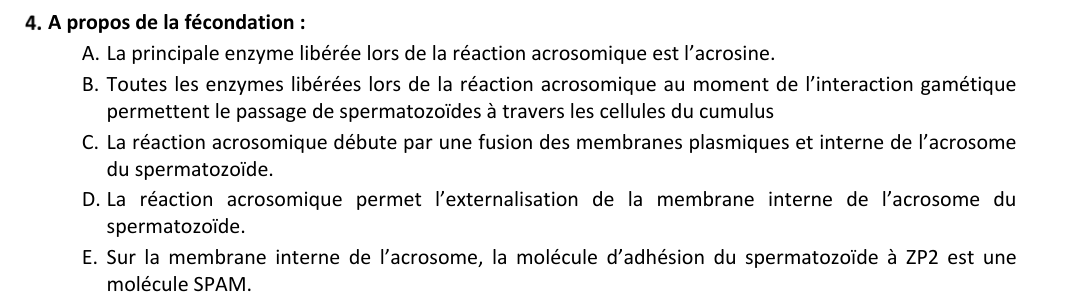 4. A propos de la fécondation :
A. La principale enzyme libérée lors de la réaction acrosomique est l’acrosine.
B. Toutes les enzymes libérées lors de la réaction acrosomique au moment de l’interaction gamétique
permettent le passage de spermatozoïdes à travers les cellules du cumulus
C. La réaction acrosomique débute par une fusion des membranes plasmiques et interne de l’acrosome
du spermatozoïde.
D. La réaction acrosomique permet l’externalisation de la membrane interne de l’acrosome du
spermatozoïde.
E. Sur la membrane interne de l’acrosome, la molécule d’adhésion du spermatozoïde à ZP2 est une
molécule SPAM.